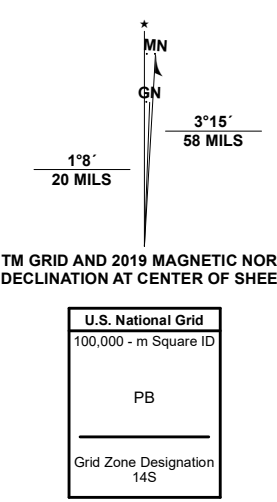 ★
MN
GN
3°15´
58 MILS
1°8´
20 MILS
TM GRID AND 2019 MAGNETIC NOR
DECLINATION AT CENTER OF SHEE
U.S. National Grid
100,000 - m Square ID
PB
Grid Zone Designation
14S